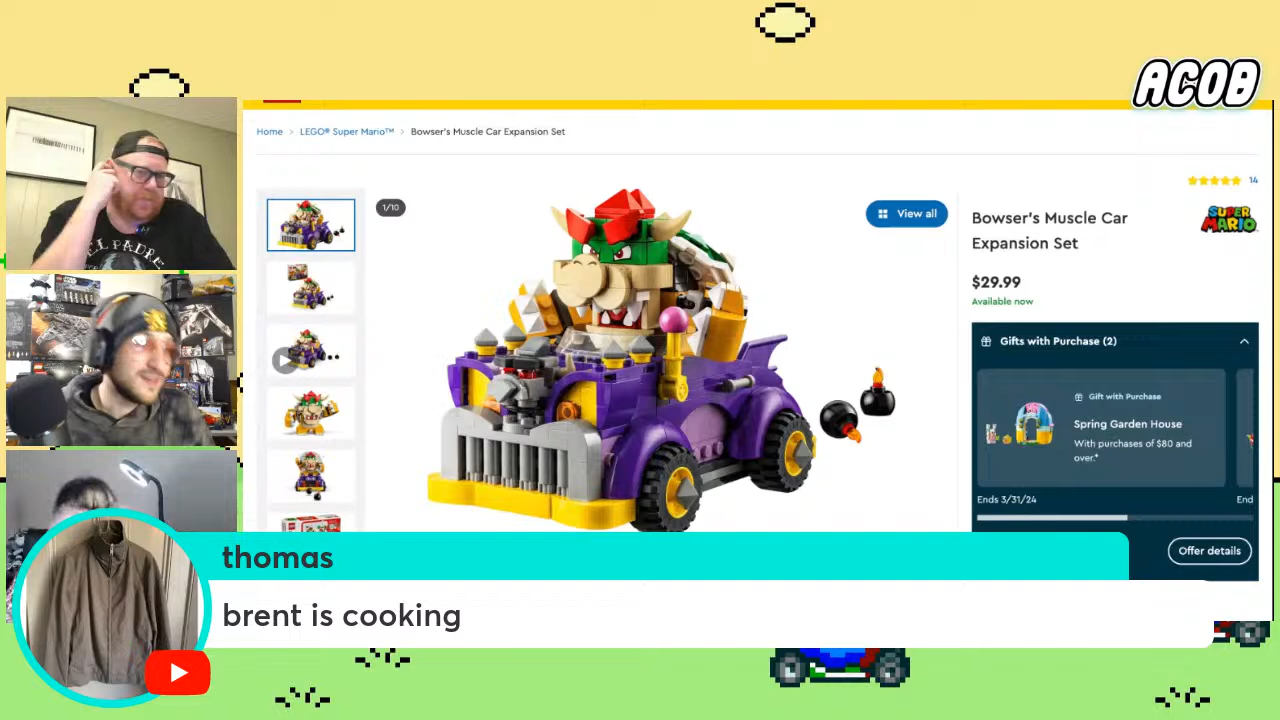 ACOB
Home > LEGO® Super Mario™ > Bowser's Muscle Car Expansion Set
14
1/10
View all
Bowser's Muscle Car
Expansion Set
SUPER
MARIO
$29.99
Available now
Gifts with Purchase (2)
Gift with Purchase
Spring Garden House
With purchases of $80 and
over.*
Ends 3/31/24
End
Offer details
EL PADRE
thomas
brent is cooking